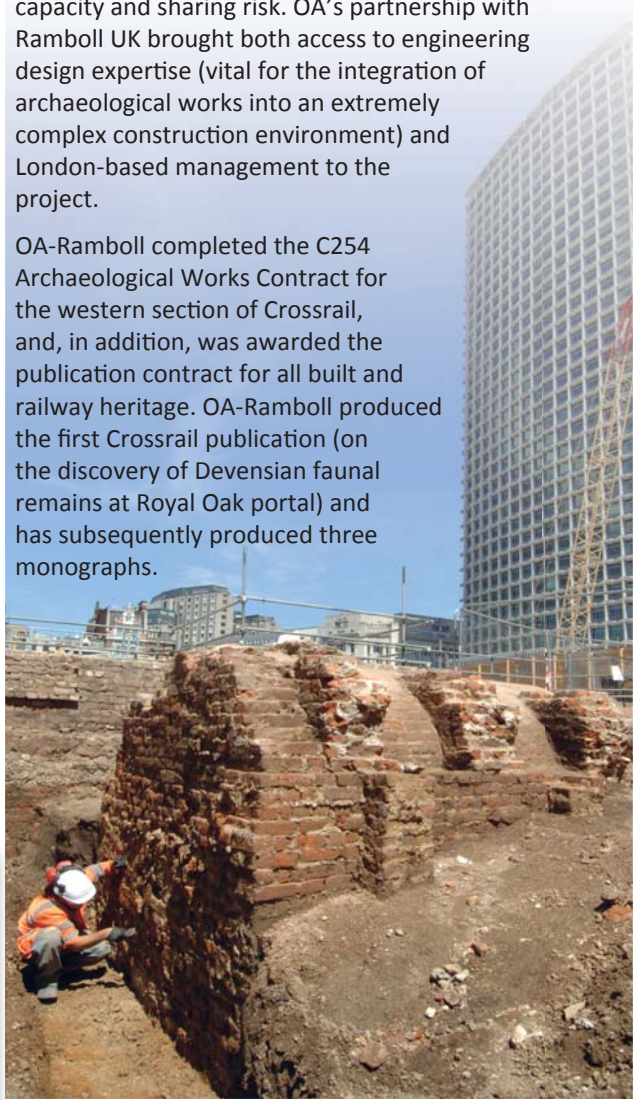 capacity and sharing risk. OA’s partnership with
Ramboll UK brought both access to engineering
design expertise (vital for the integration of
archaeological works into an extremely
complex construction environment) and
London-based management to the
project.
OA-Ramboll completed the C254
Archaeological Works Contract for
the western section of Crossrail,
and, in addition, was awarded the
publication contract for all built and
railway heritage. OA-Ramboll produced
the first Crossrail publication (on
the discovery of Devensian faunal
remains at Royal Oak portal) and
has subsequently produced three
monographs.